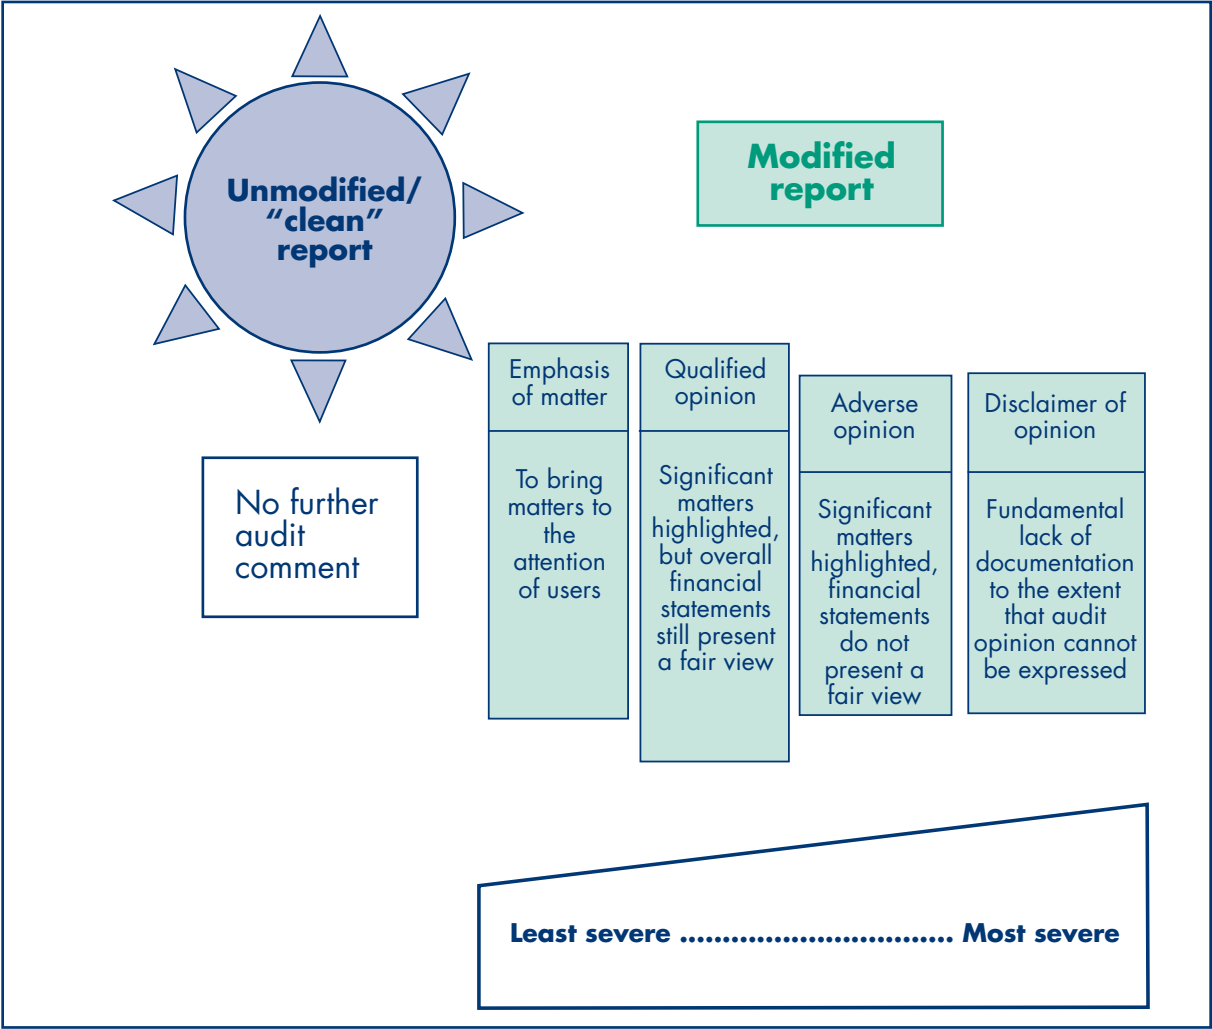 Unmodified/
“clean”
report
Modified
report
No further
audit
comment
Emphasis
of matter
To bring
matters to
the
attention
of users
Qualified
opinion
Significant
matters
highlighted,
but overall
financial
statements
still present
a fair view
Adverse
opinion
Significant
matters
highlighted,
financial
statements
do not
present a
fair view
Disclaimer of
opinion
Fundamental
lack of
documentation
to the extent
that audit
opinion cannot
be expressed
Least severe ................................. Most severe